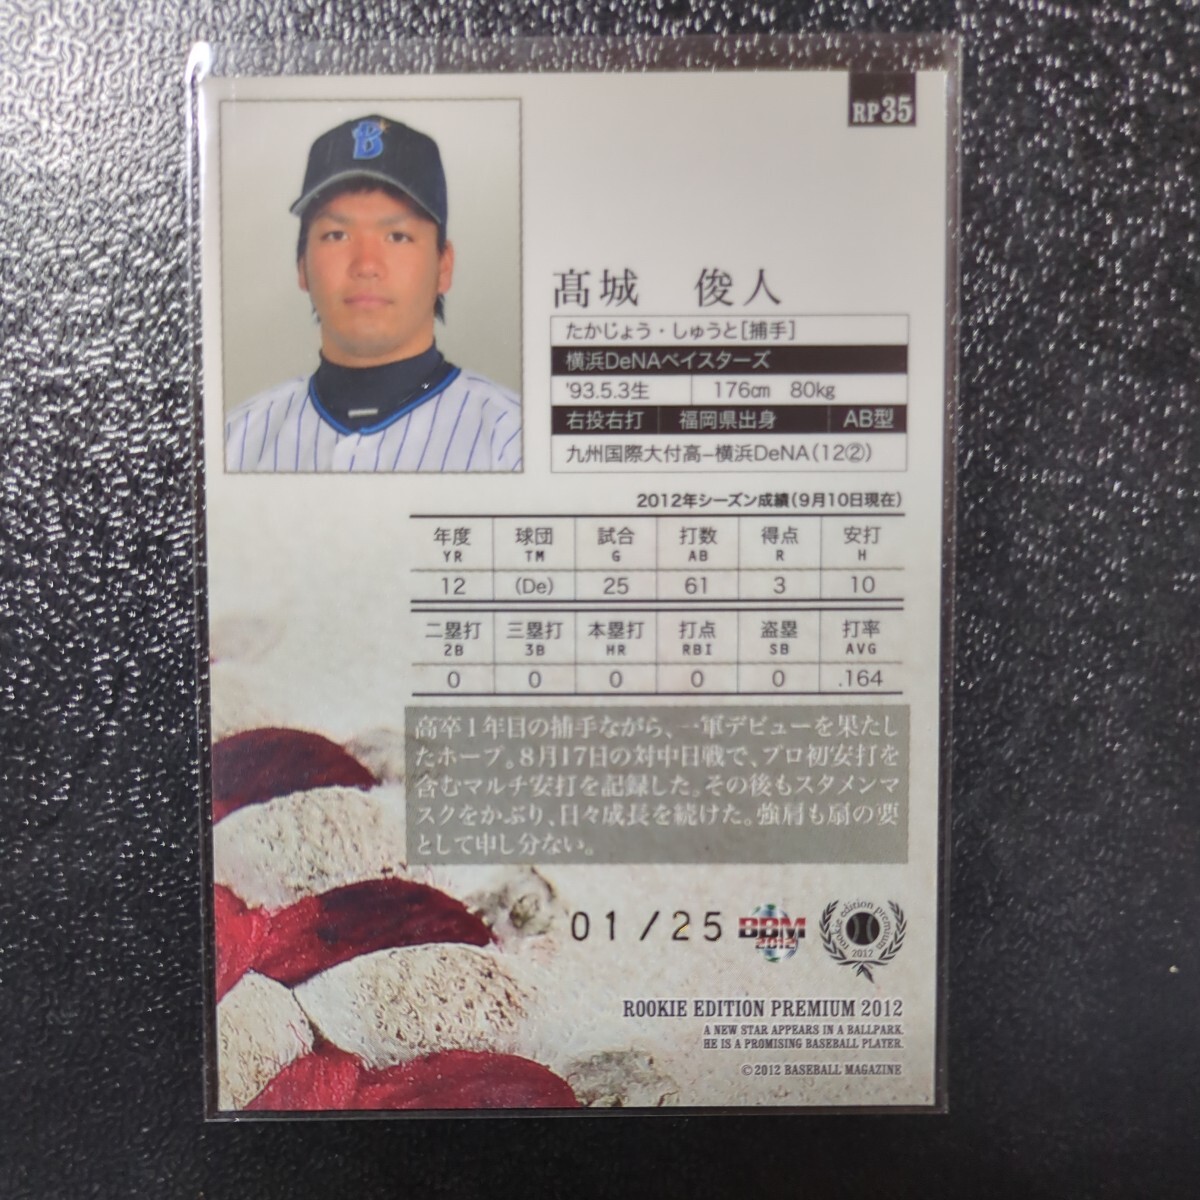 RP35
B
髙城　俊人
たかじょう・しゅうと[捕手]
横浜DeNAベイスターズ
'93.5.3生　176㎝　80㎏
右投右打　福岡県出身　AB型
九州国際大付高–横浜DeNA(12②)
2012年シーズン成績(9月10日現在)
年度　球団　試合　打数　得点　安打
YR　TM　G　AB　R　H
12　(De)　25　61　3　10
二塁打　三塁打　本塁打　打点　盗塁　打率
2B　3B　HR　RBI　SB　AVG
0　0　0　0　0　.164
高卒1年目の捕手ながら、一軍デビューを果たし
たホープ。8月17日の対中日戦で、プロ初安打を
含むマルチ安打を記録した。その後もスタメンマ
スクをかぶり、日々成長を続けた。強肩も扇の要
として申し分ない。
01/25
BBM
2012
rookie edition premium
2012
ROOKIE EDITION PREMIUM 2012
A NEW STAR APPEARS IN A BALLPARK.
HE IS A PROMISING BASEBALL PLAYER.
©2012 BASEBALL MAGAZINE